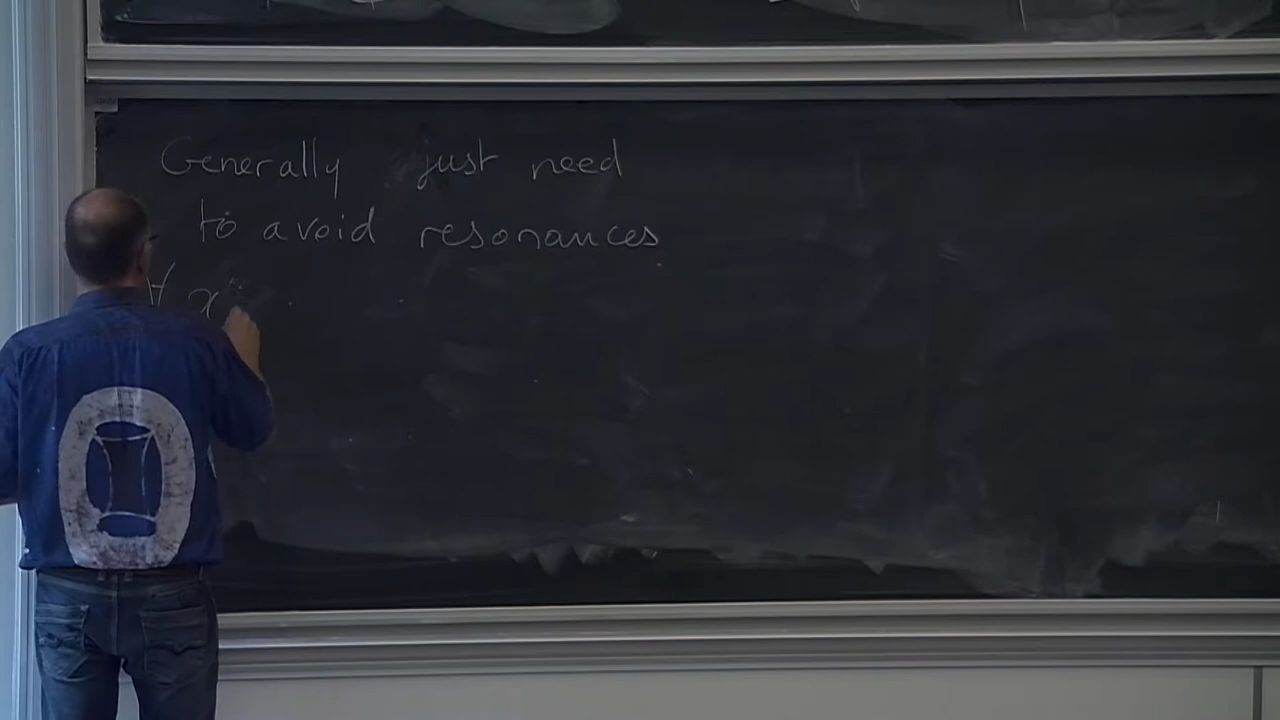 Generally just need
to avoid resonances
∀ x